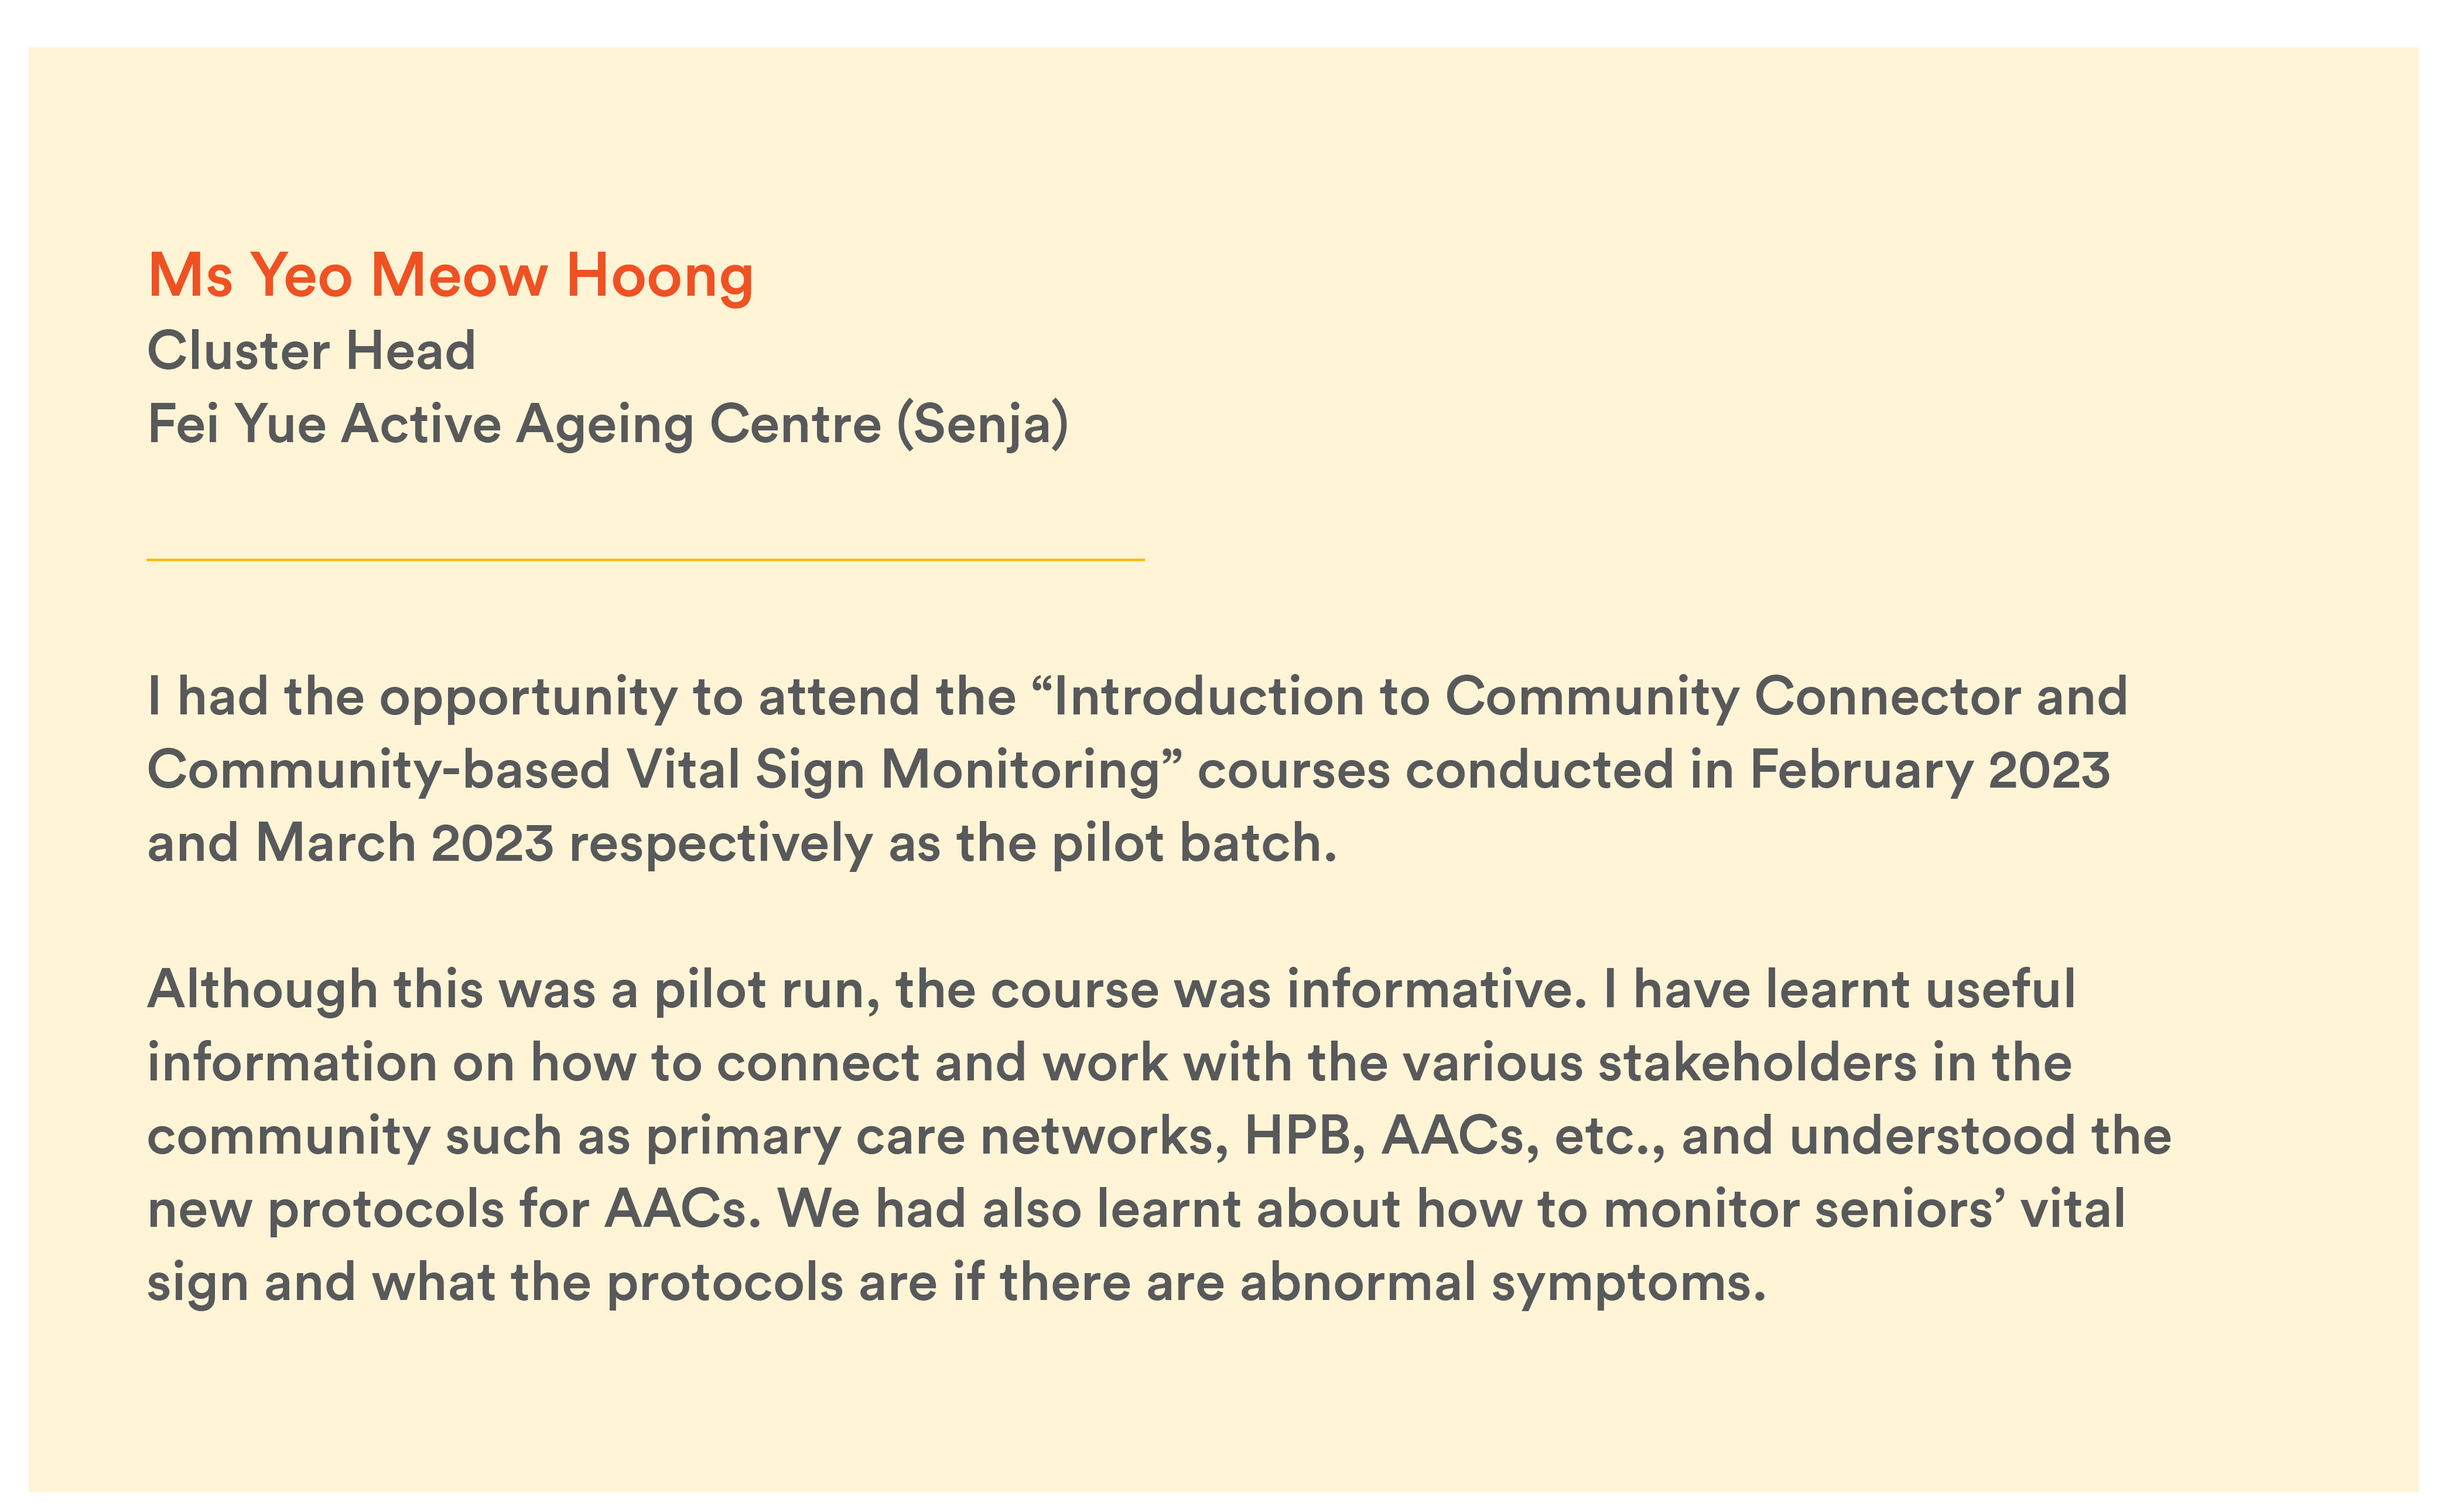 Ms Yeo Meow Hoong
Cluster Head
Fei Yue Active Ageing Centre (Senja)
I had the opportunity to attend the “Introduction to Community Connector and
Community-based Vital Sign Monitoring” courses conducted in February 2023
and March 2023 respectively as the pilot batch.
Although this was a pilot run, the course was informative. I have learnt useful
information on how to connect and work with the various stakeholders in the
community such as primary care networks, HPB, AACs, etc., and understood the
new protocols for AACs. We had also learnt about how to monitor seniors’ vital
sign and what the protocols are if there are abnormal symptoms.